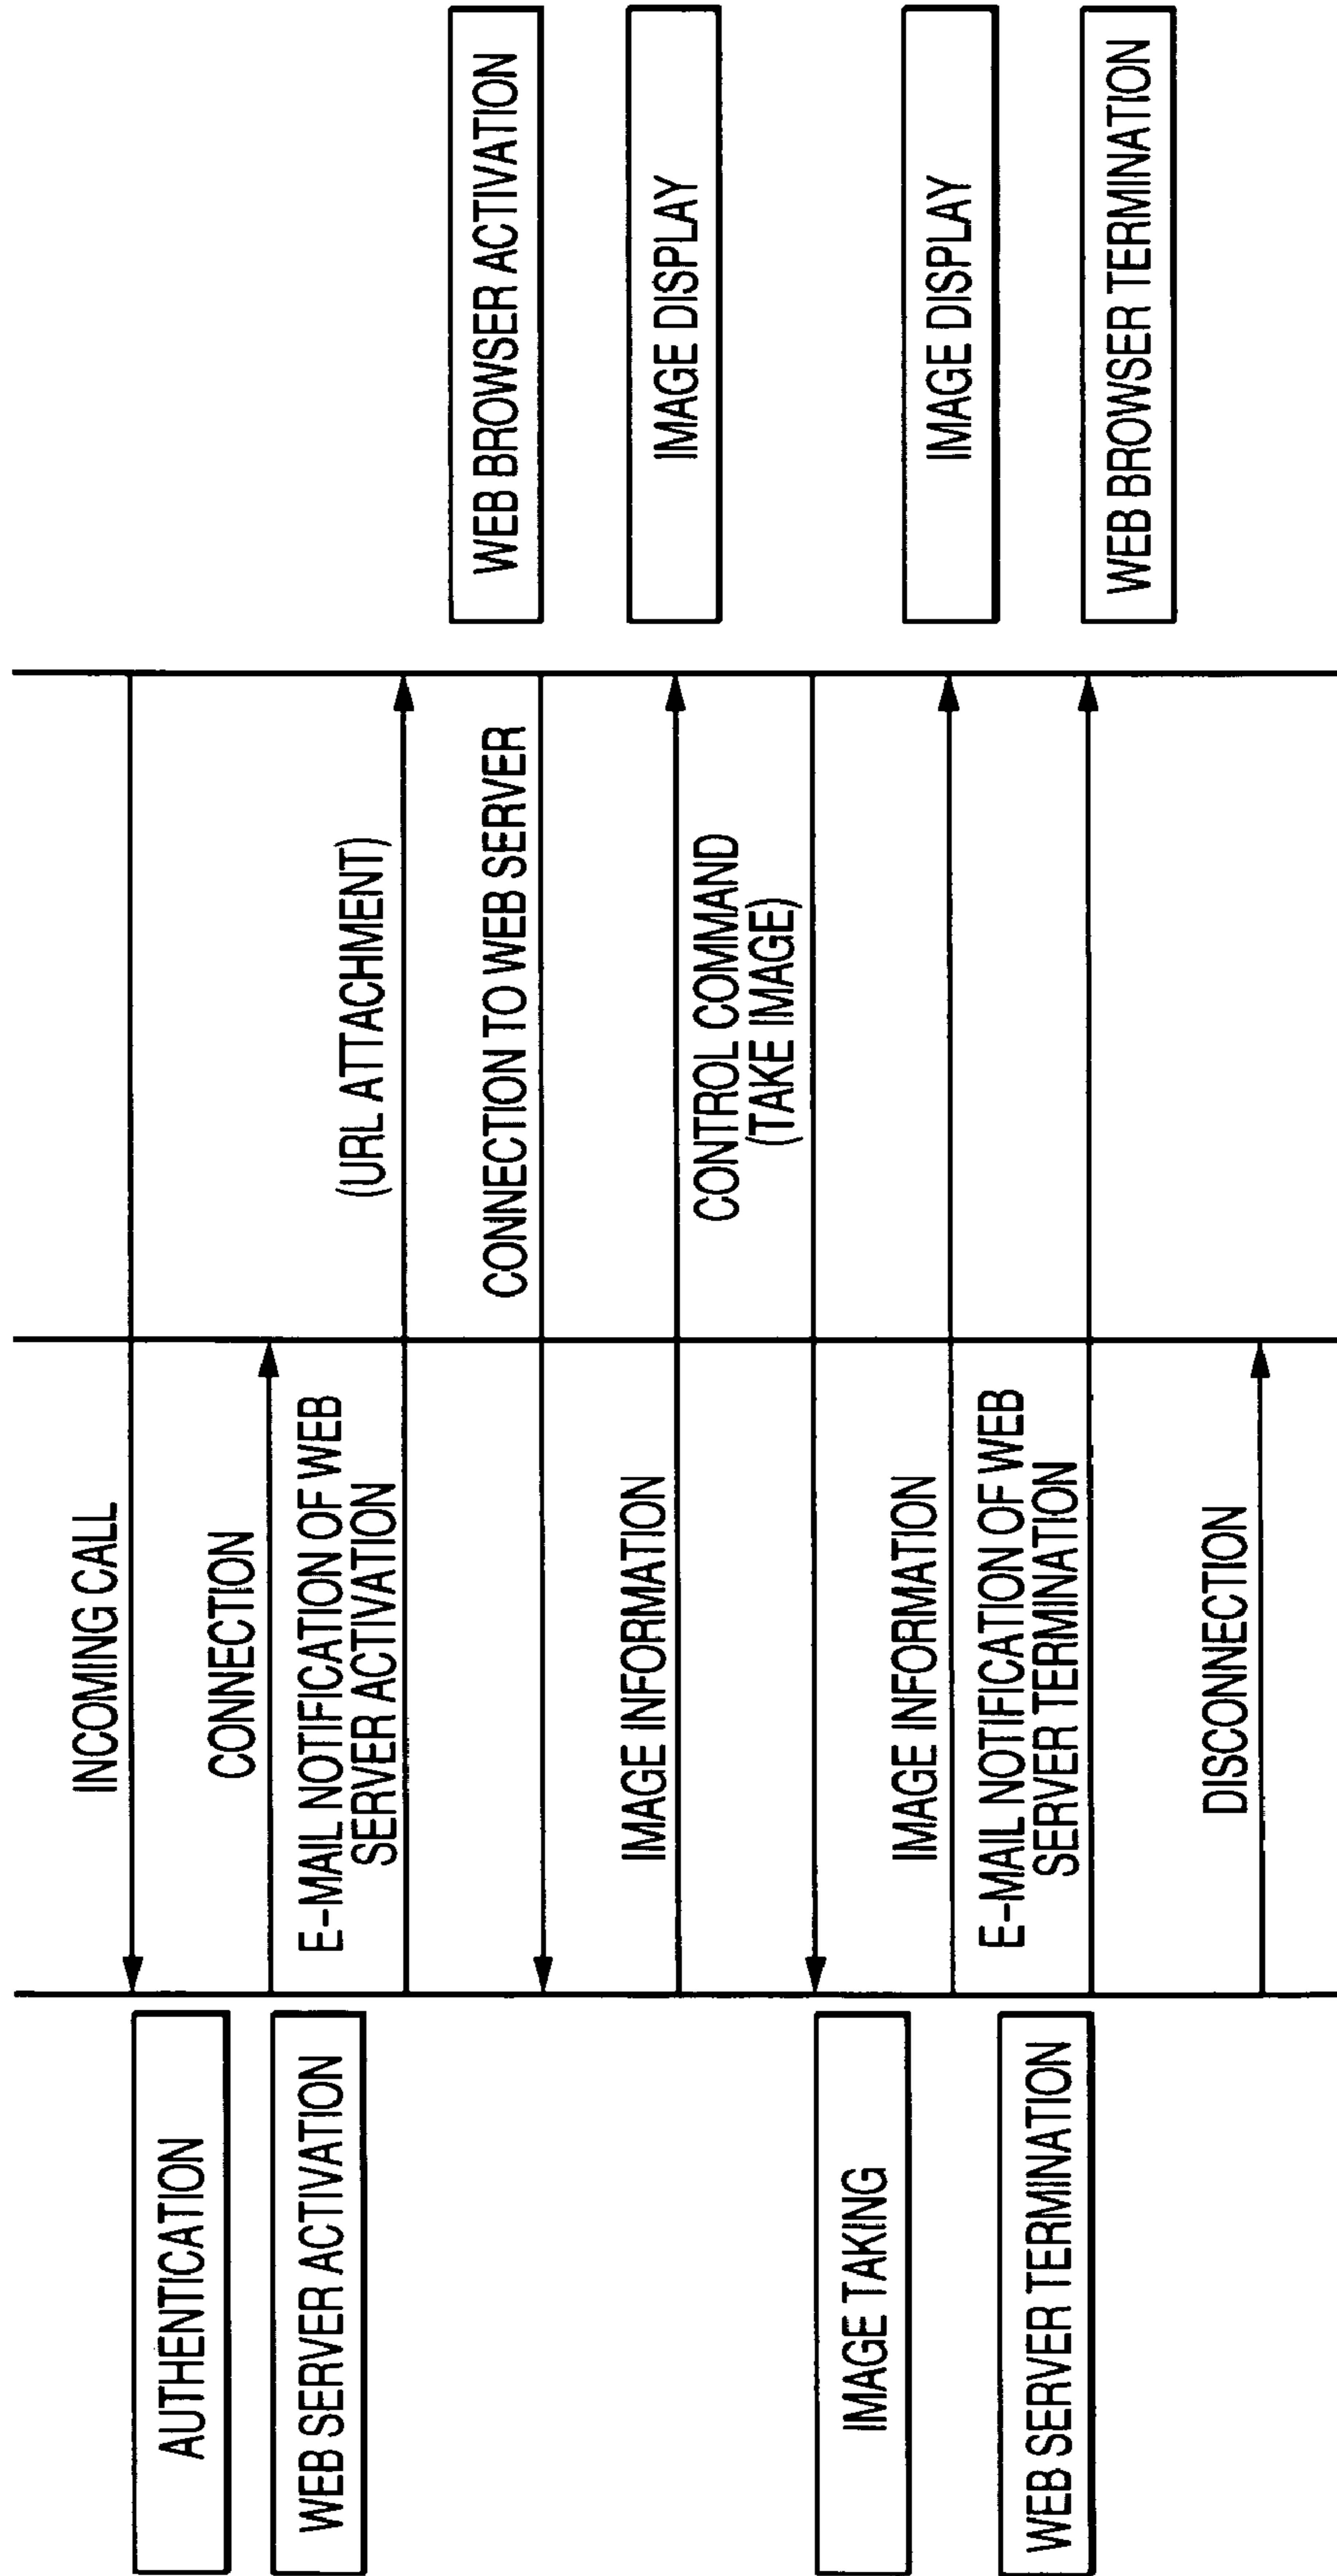 INCOMING CALL
AUTHENTICATION
CONNECTION
WEB SERVER ACTIVATION
E-MAIL NOTIFICATION OF WEB
SERVER ACTIVATION
(URL ATTACHMENT)
WEB BROWSER ACTIVATION
CONNECTION TO WEB SERVER
IMAGE INFORMATION
IMAGE DISPLAY
CONTROL COMMAND
(TAKE IMAGE)
IMAGE TAKING
IMAGE INFORMATION
IMAGE DISPLAY
WEB SERVER TERMINATION
E-MAIL NOTIFICATION OF WEB
SERVER TERMINATION
WEB BROWSER TERMINATION
DISCONNECTION